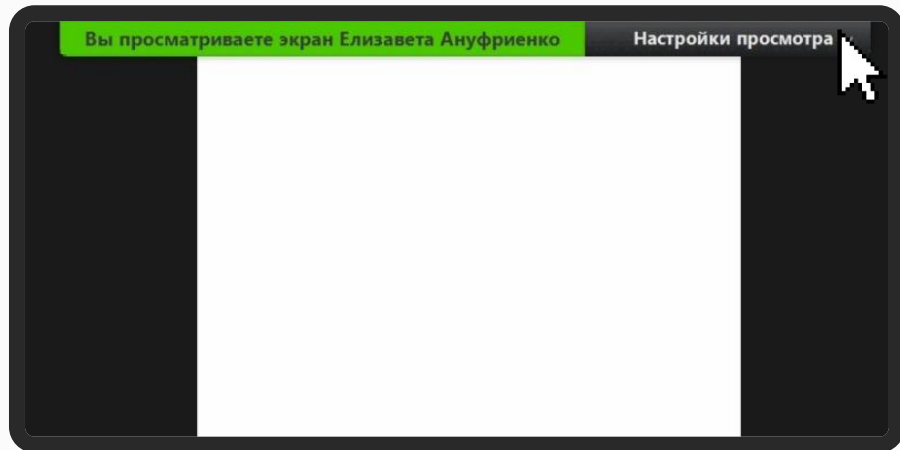 Вы просматриваете экран Елизавета Ануфриенко
Настройки просмотра